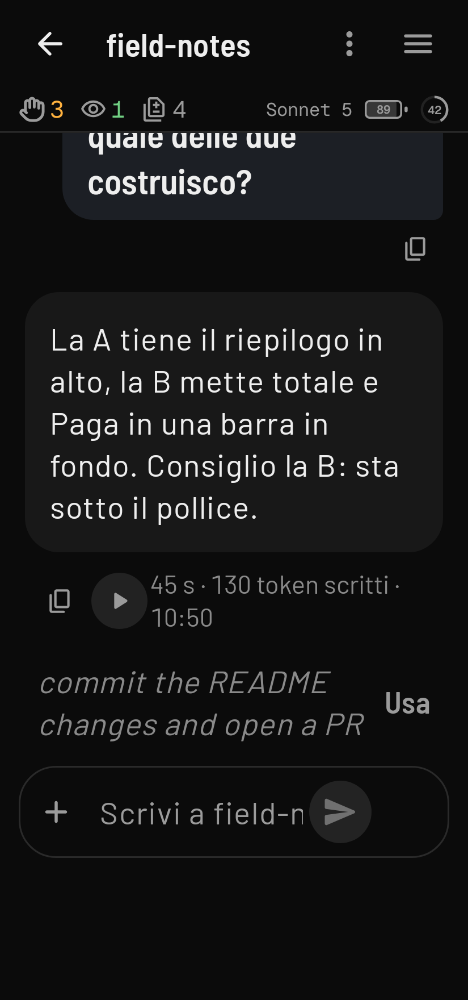 field-notes
3 1 4 Sonnet 5 89 42
quale delle due
costruisco?
La A tiene il riepilogo in
alto, la B mette totale e
Paga in una barra in
fondo. Consiglio la B: sta
sotto il pollice.
45 s · 130 token scritti ·
10:50
commit the README
changes and open a PR
Usa
Scrivi a field-n